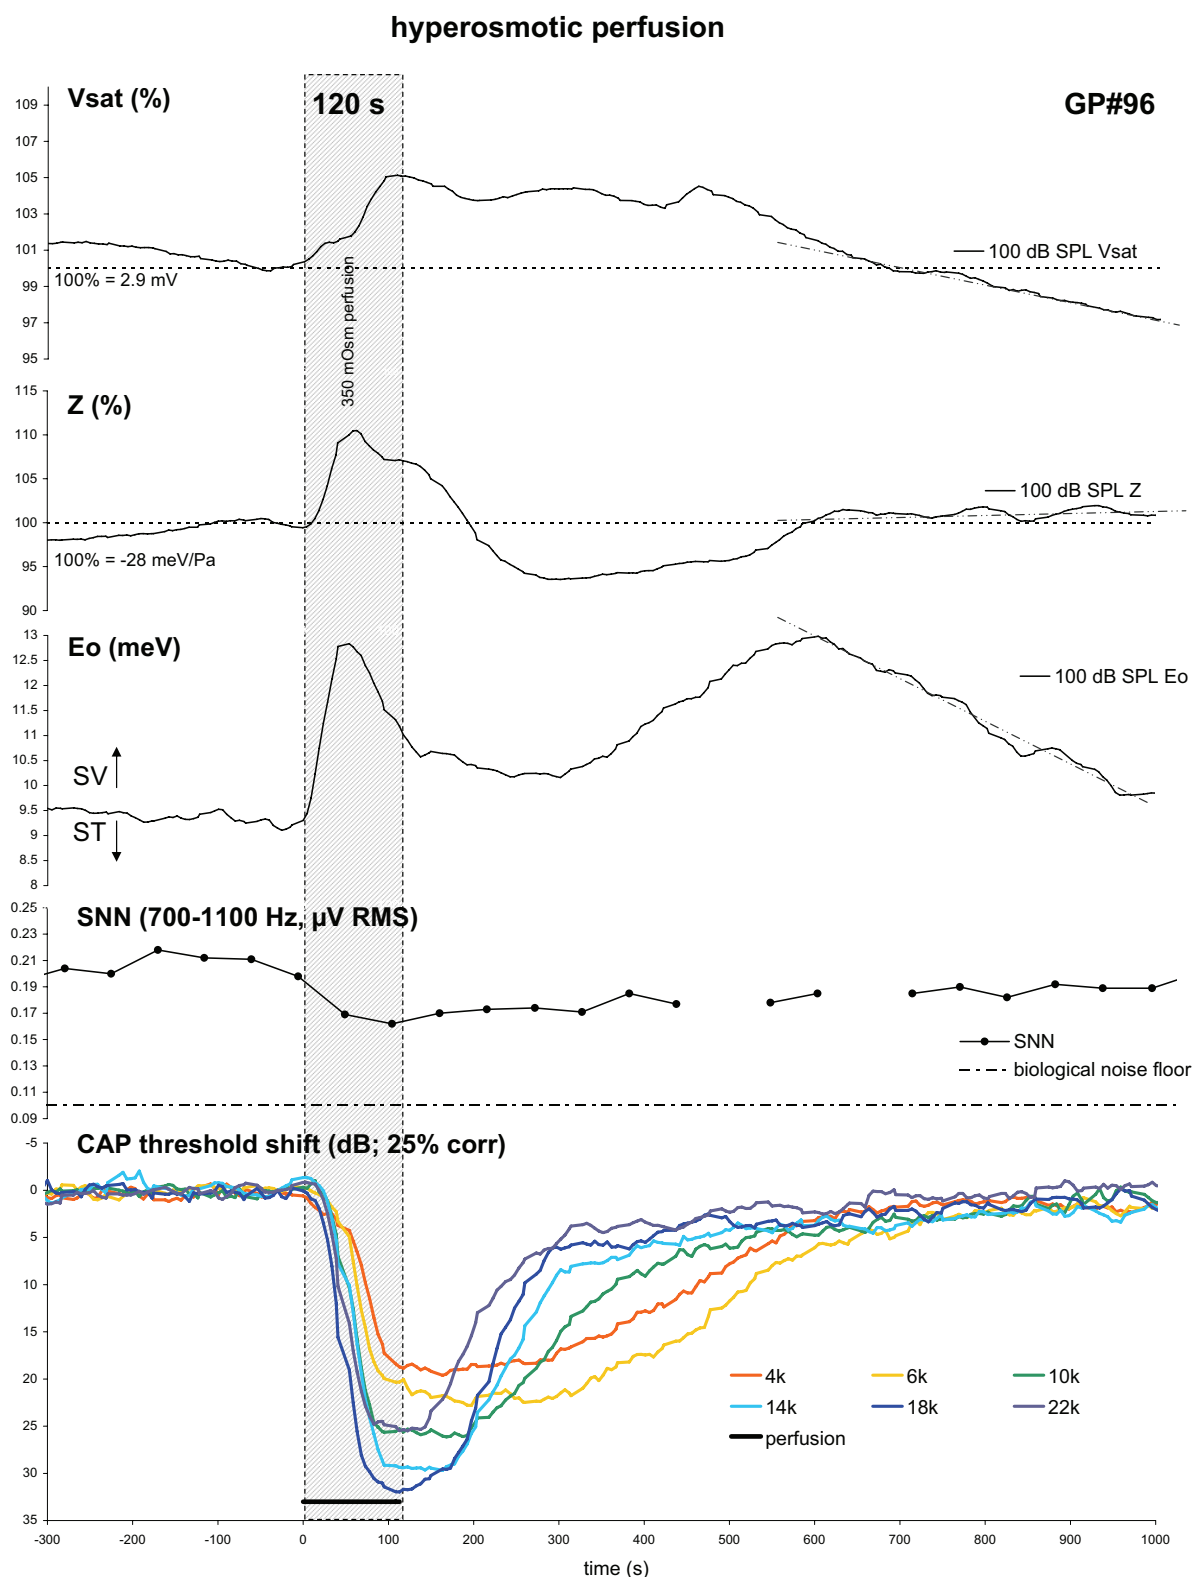 hyperosmotic perfusion
Vsat (%)
120 s
GP#96
109
107
105
103
101
99
97
95
100 dB SPL Vsat
100% = 2.9 mV
350 mOsm perfusion
115
110
105
100
95
90
Z (%)
100 dB SPL Z
100% = -28 meV/Pa
13
12.5
12
11.5
11
10.5
10
9.5
9
8.5
8
Eo (meV)
100 dB SPL Eo
SV
ST
0.25
0.23
0.21
0.19
0.17
0.15
0.13
0.11
0.09
SNN (700-1100 Hz, µV RMS)
SNN
biological noise floor
CAP threshold shift (dB; 25% corr)
-5
0
5
10
15
20
25
30
35
4k 6k 10k
14k 18k 22k
perfusion
-300 -200 -100 0 100 200 300 400 500 600 700 800 900 1000
time (s)